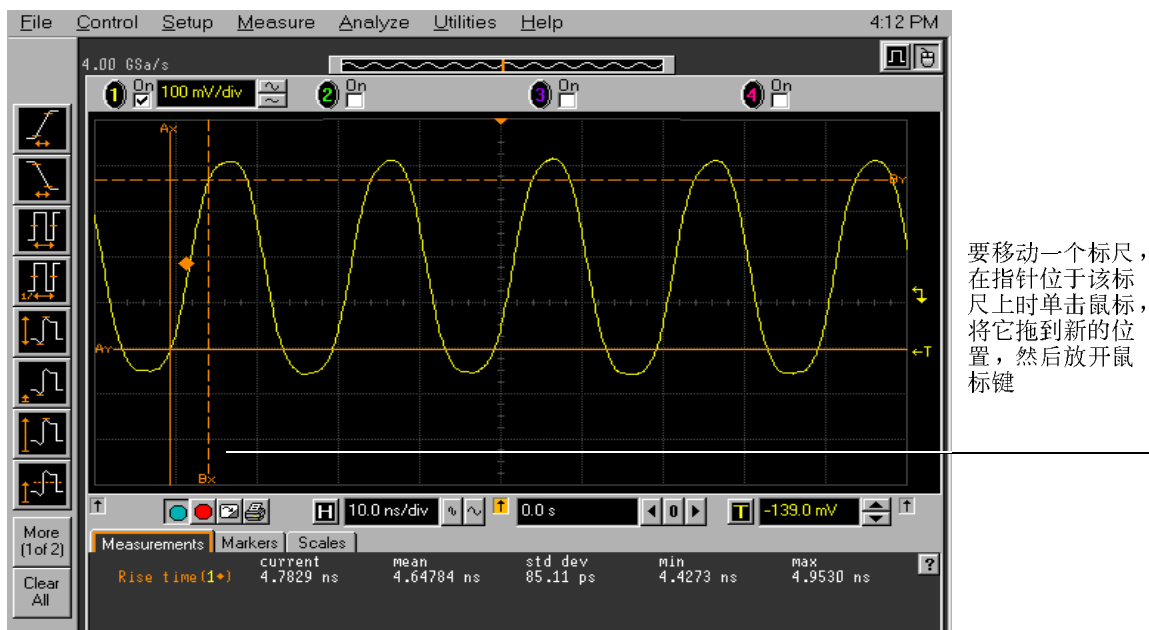 File Control Setup Measure Analyze Utilities Help 4:12 PM
4.00 GSa/s
1 On 100 mV/div 2 On 3 On 4 On
Ax
By
Ay
T
Bx
H 10.0 ns/div 0.0 s 0 T -139.0 mV
More
(1of 2)
Clear
All
Measurements Markers Scales
current mean std dev min max
Rise time(1) 4.7829 ns 4.64784 ns 85.11 ps 4.4273 ns 4.9530 ns
?
要移动一个标尺，
在指针位于该标
尺上时单击鼠标，
将它拖到新的位
置，然后放开鼠
标键